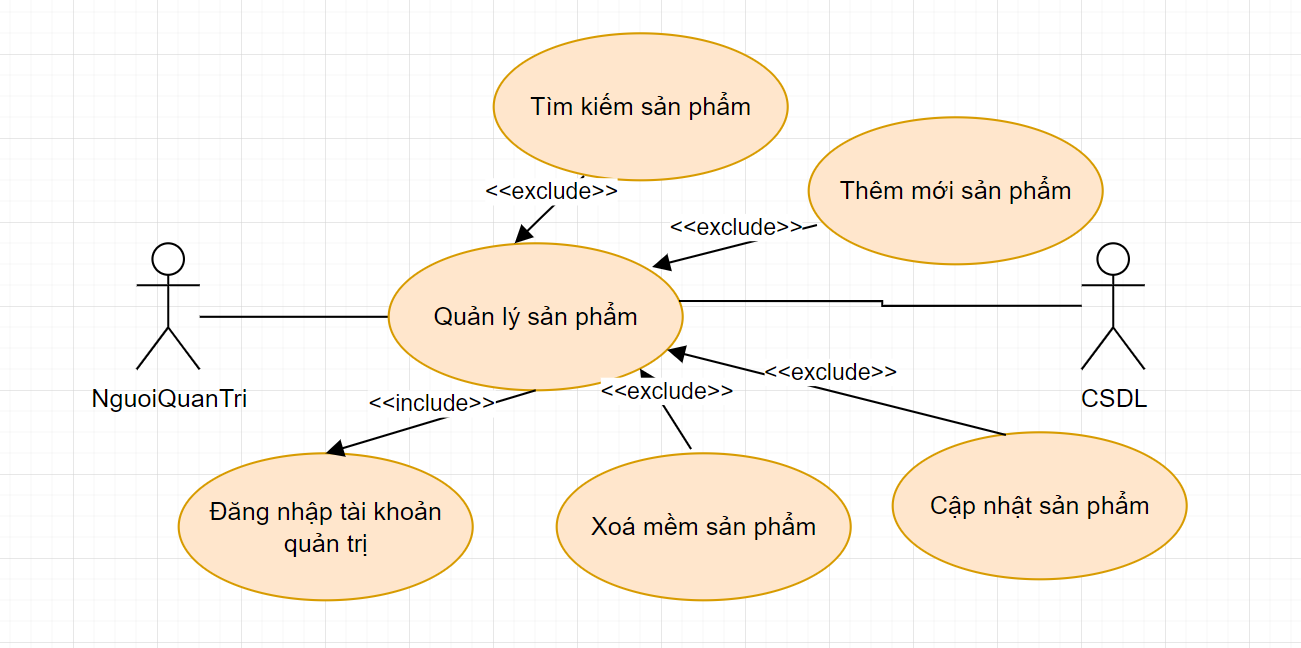 Tìm kiếm sản phẩm
<<exclude>>
Thêm mới sản phẩm
<<exclude>>
Quản lý sản phẩm
NguoiQuanTri
CSDL
<<include>>
<<exclude>>
<<exclude>>
Đăng nhập tài khoản
quản trị
Xoá mềm sản phẩm
Cập nhật sản phẩm